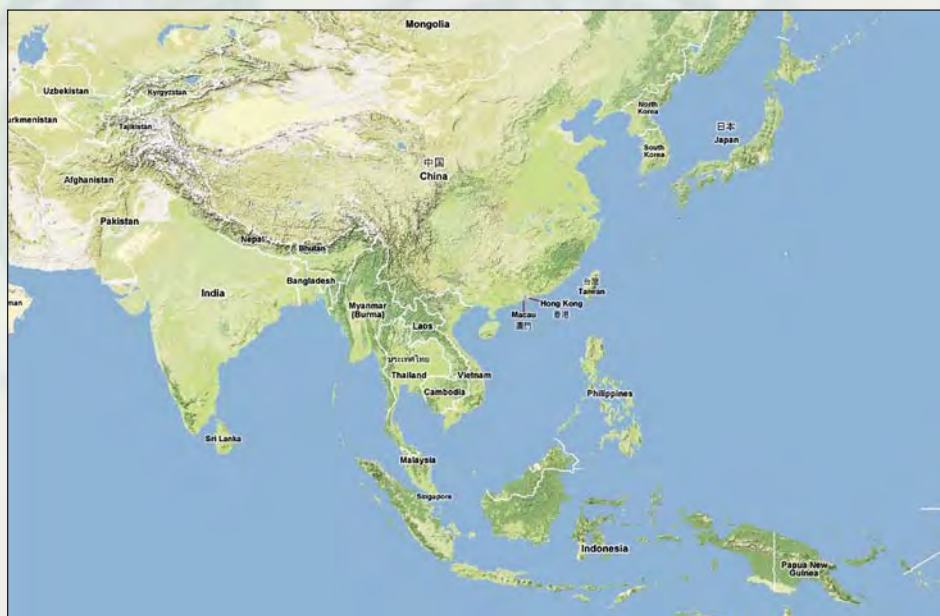 Mongolia
Uzbekistan
Kyrgyzstan
urkmenistan
Tajikistan
North
Korea
South
Korea
日本
Japan
中国
China
Afghanistan
Pakistan
Nepal
Bhutan
Bangladesh
India
Myanmar
(Burma)
Laos
Macau
澳門
Hong Kong
香港
台灣
Taiwan
man
ประเทศไทย
Thailand
Vietnam
Cambodia
Philippines
Sri Lanka
Malaysia
Singapore
Indonesia
Papua New
Guinea